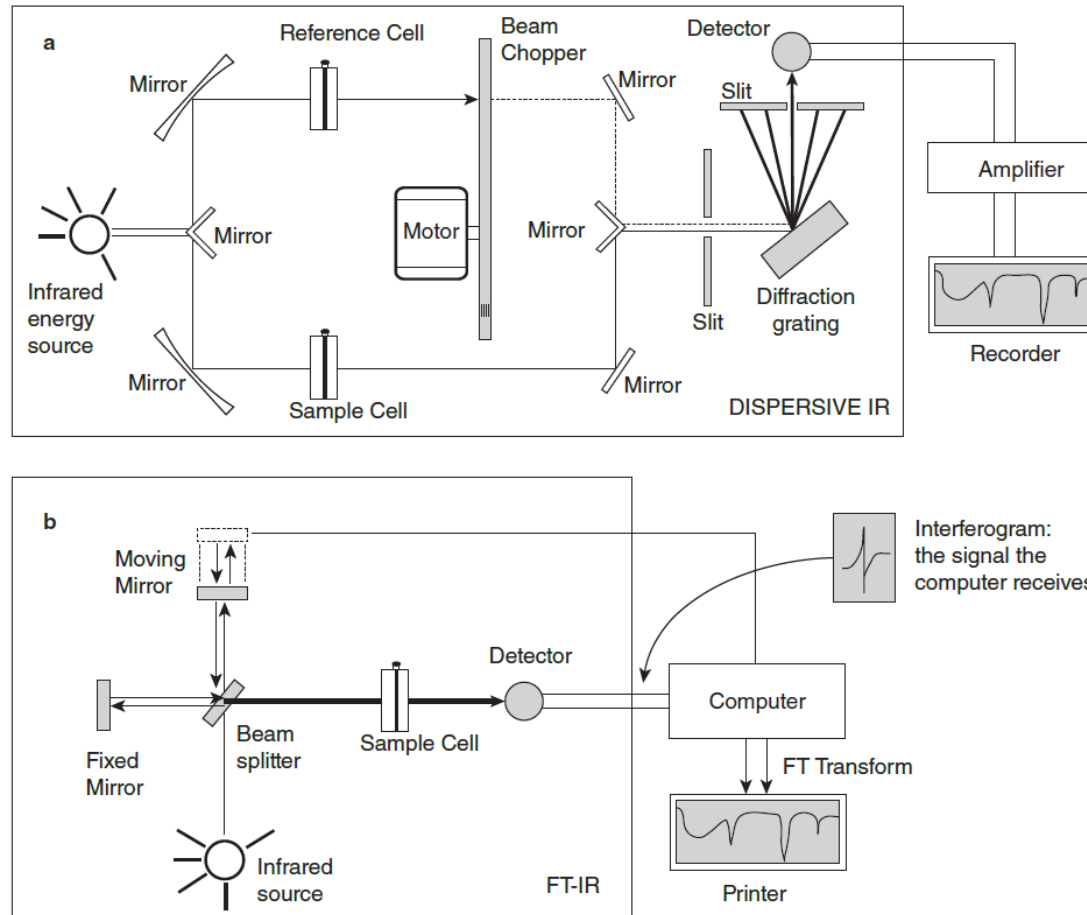 a
Reference Cell
Beam
Chopper
Detector
Mirror
Mirror
Slit
Amplifier
Mirror
Motor
Mirror
Infrared
energy
source
Slit
Diffraction
grating
Recorder
Mirror
Sample Cell
Mirror
DISPERSIVE IR
b
Moving
Mirror
Interferogram:
the signal the
computer receives
Detector
Computer
Fixed
Mirror
Beam
splitter
Sample Cell
FT Transform
Infrared
source
FT-IR
Printer